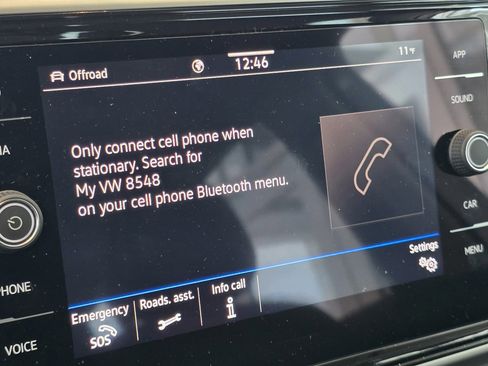 Offroad
12:46
11°F
APP
SOUND
Only connect cell phone when
stationary. Search for
My VW 8548
on your cell phone Bluetooth menu.
CAR
MENU
Settings
PHONE
VOICE
Emergency
SOS
Roads. asst.
Info call